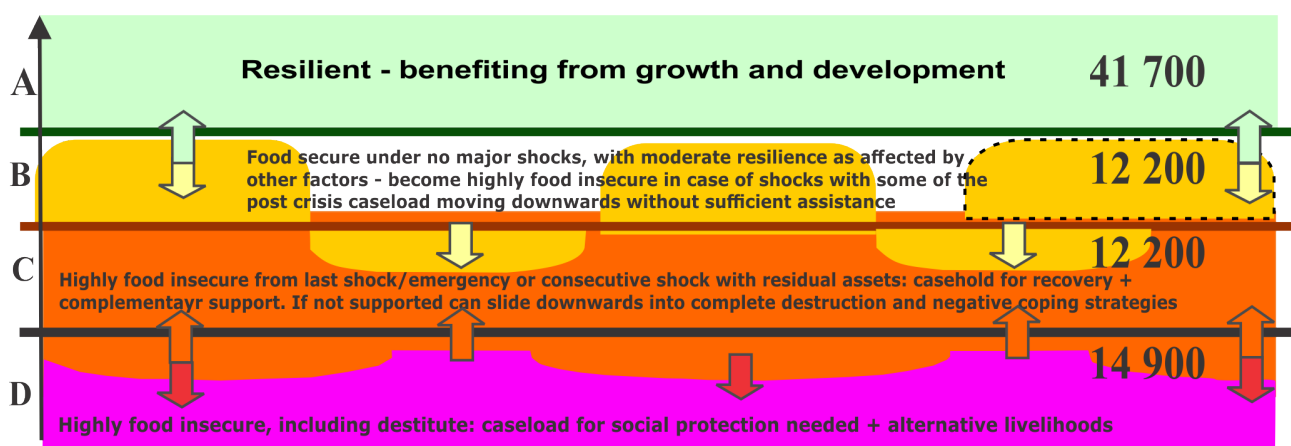 A
Resilient - benefiting from growth and development
41 700
B
Food secure under no major shocks, with moderate resilience as affected by
other factors - become highly food insecure in case of shocks with some of the
post crisis caseload moving downwards without sufficient assistance
12 200
C
12 200
Highly food insecure from last shock/emergency or consecutive shock with residual assets: casehold for recovery +
complementayr support. If not supported can slide downwards into complete destruction and negative coping strategies
14 900
D
Highly food insecure, including destitute: caseload for social protection needed + alternative livelihoods